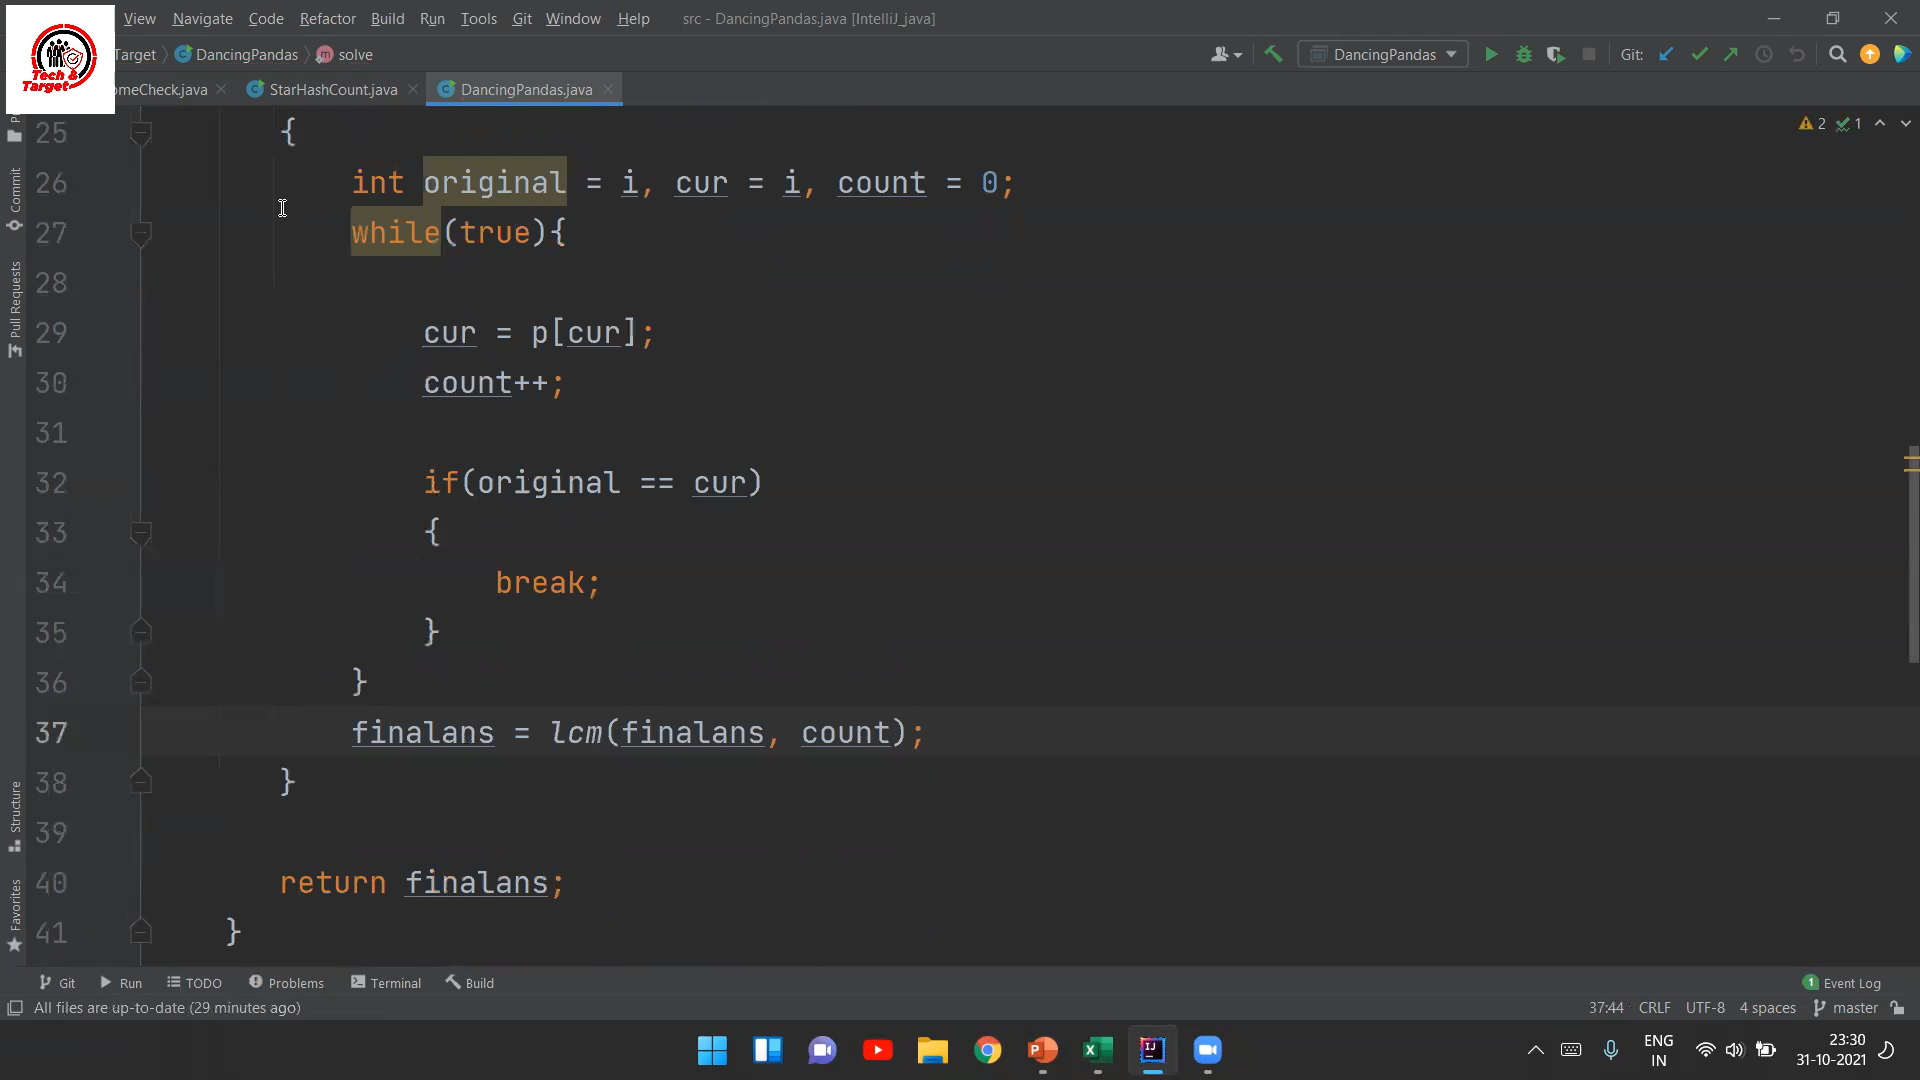 View Navigate Code Refactor Build Run Tools Git Window Help src - DancingPandas.java [IntelliJ_java]
Tech & Target
Target DancingPandas solve DancingPandas Git:
omeCheck.java StarHashCount.java DancingPandas.java
2 1
Commit
Pull Requests
Structure
Favorites
25 {
26 int original = i, cur = i, count = 0;
27 while(true){
28
29 cur = p[cur];
30 count++;
31
32 if(original == cur)
33 {
34 break;
35 }
36 }
37 finalans = lcm(finalans, count);
38 }
39
40 return finalans;
41 }
Git Run TODO Problems Terminal Build 1 Event Log
All files are up-to-date (29 minutes ago) 37:44 CRLF UTF-8 4 spaces master
ENG 23:30
IN 31-10-2021